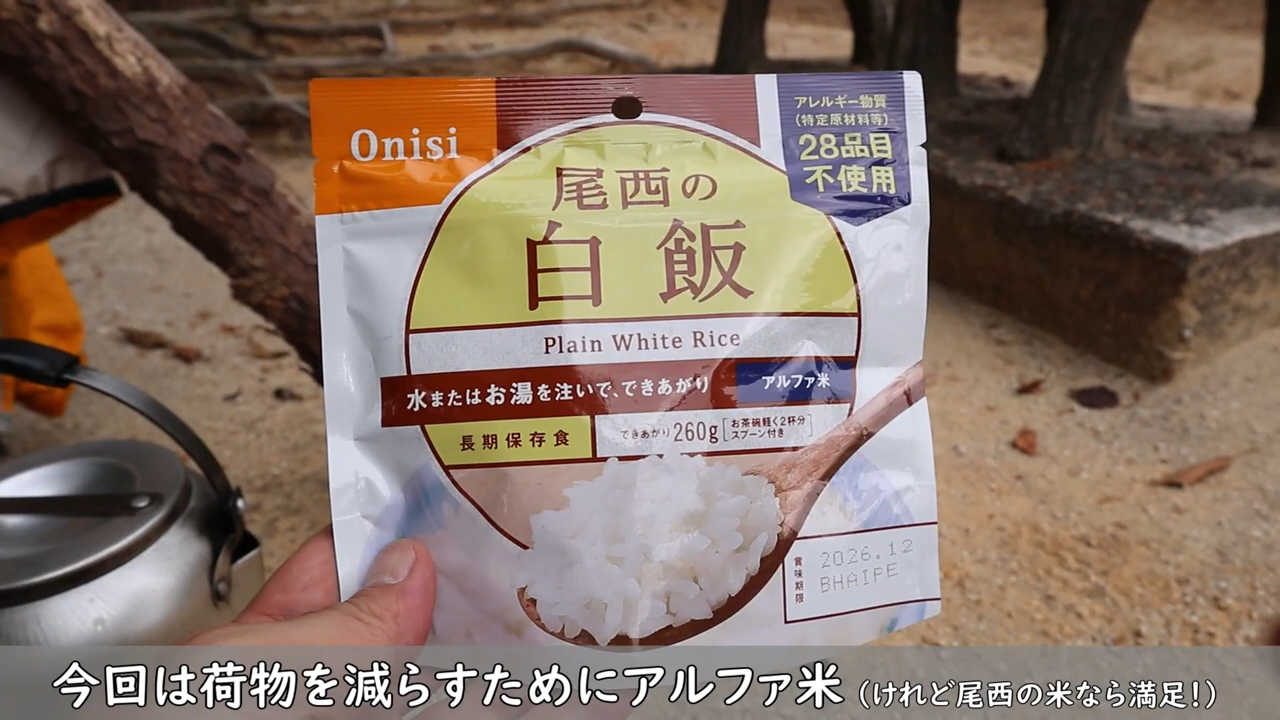 Onisi
アレルギー物質
(特定原材料等)
28品目
不使用
尾西の
白飯
Plain White Rice
水またはお湯を注いで、できあがり
アルファ米
長期保存食
できあがり260g[お茶碗軽く2杯分
スプーン付き]
賞味期限
2026.12
BHAIPE
今回は荷物を減らすためにアルファ米(けれど尾西の米なら満足!)